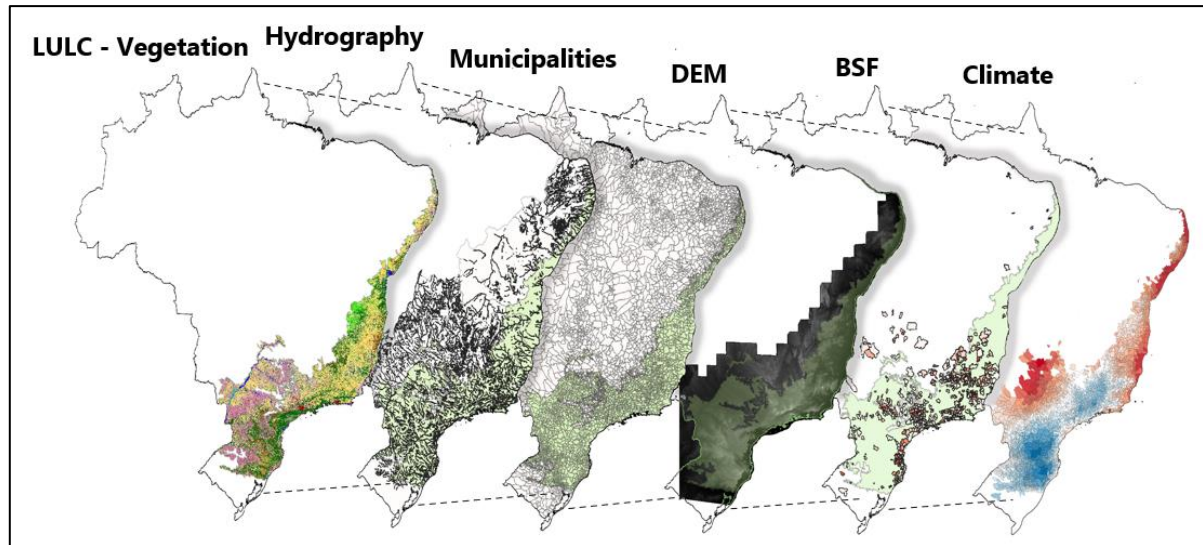 LULC - Vegetation
Hydrography
Municipalities
DEM
BSF
Climate